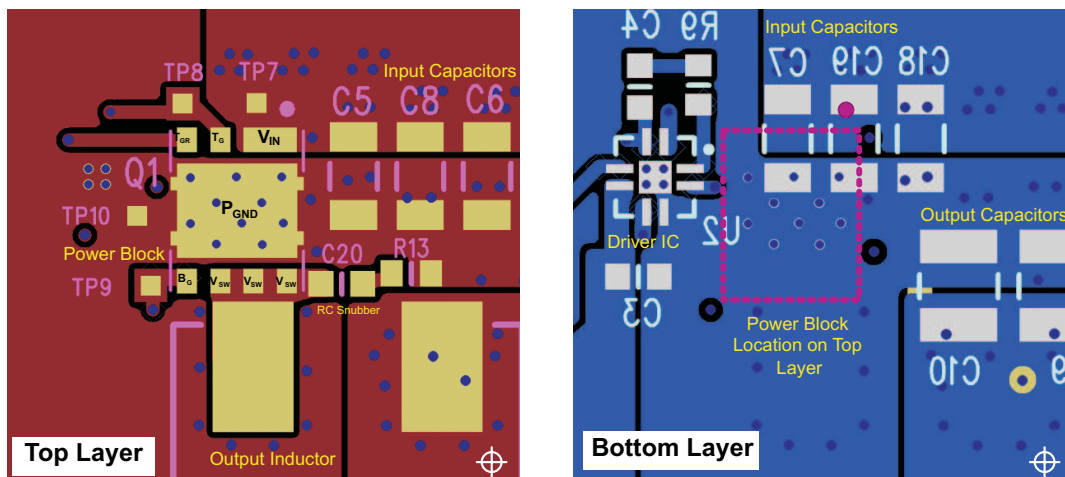 TP8
TP7
Input Capacitors
C5
C8
C6
TGR
TG
VIN
Q1
PGND
TP10
Power Block
TP9
BG
VSW
VSW
VSW
C20
R13
RC Snubber
Output Inductor
Top Layer
C4
R9
Input Capacitors
C7
C19
C18
U2
Driver IC
Output Capacitors
C3
Power Block
Location on Top
Layer
C10
9
Bottom Layer